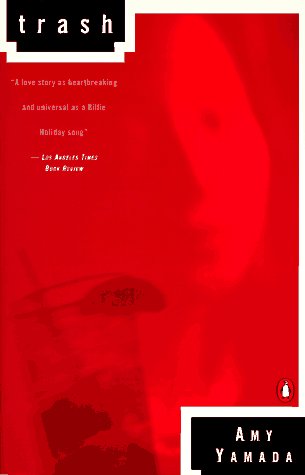 trash
"A love story as heartbreaking
and universal as a Billie
Holiday song"
— Los Angeles Times
Book Review
Amy
Yamada